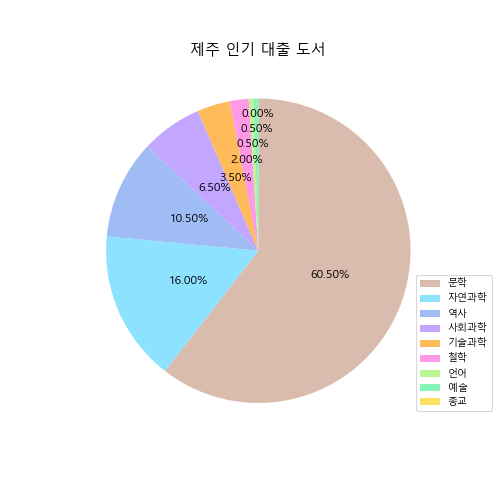 제주 인기 대출 도서
0.00%
0.50%
0.50%
2.00%
3.50%
6.50%
10.50%
16.00%
60.50%
문학
자연과학
역사
사회과학
기술과학
철학
언어
예술
종교